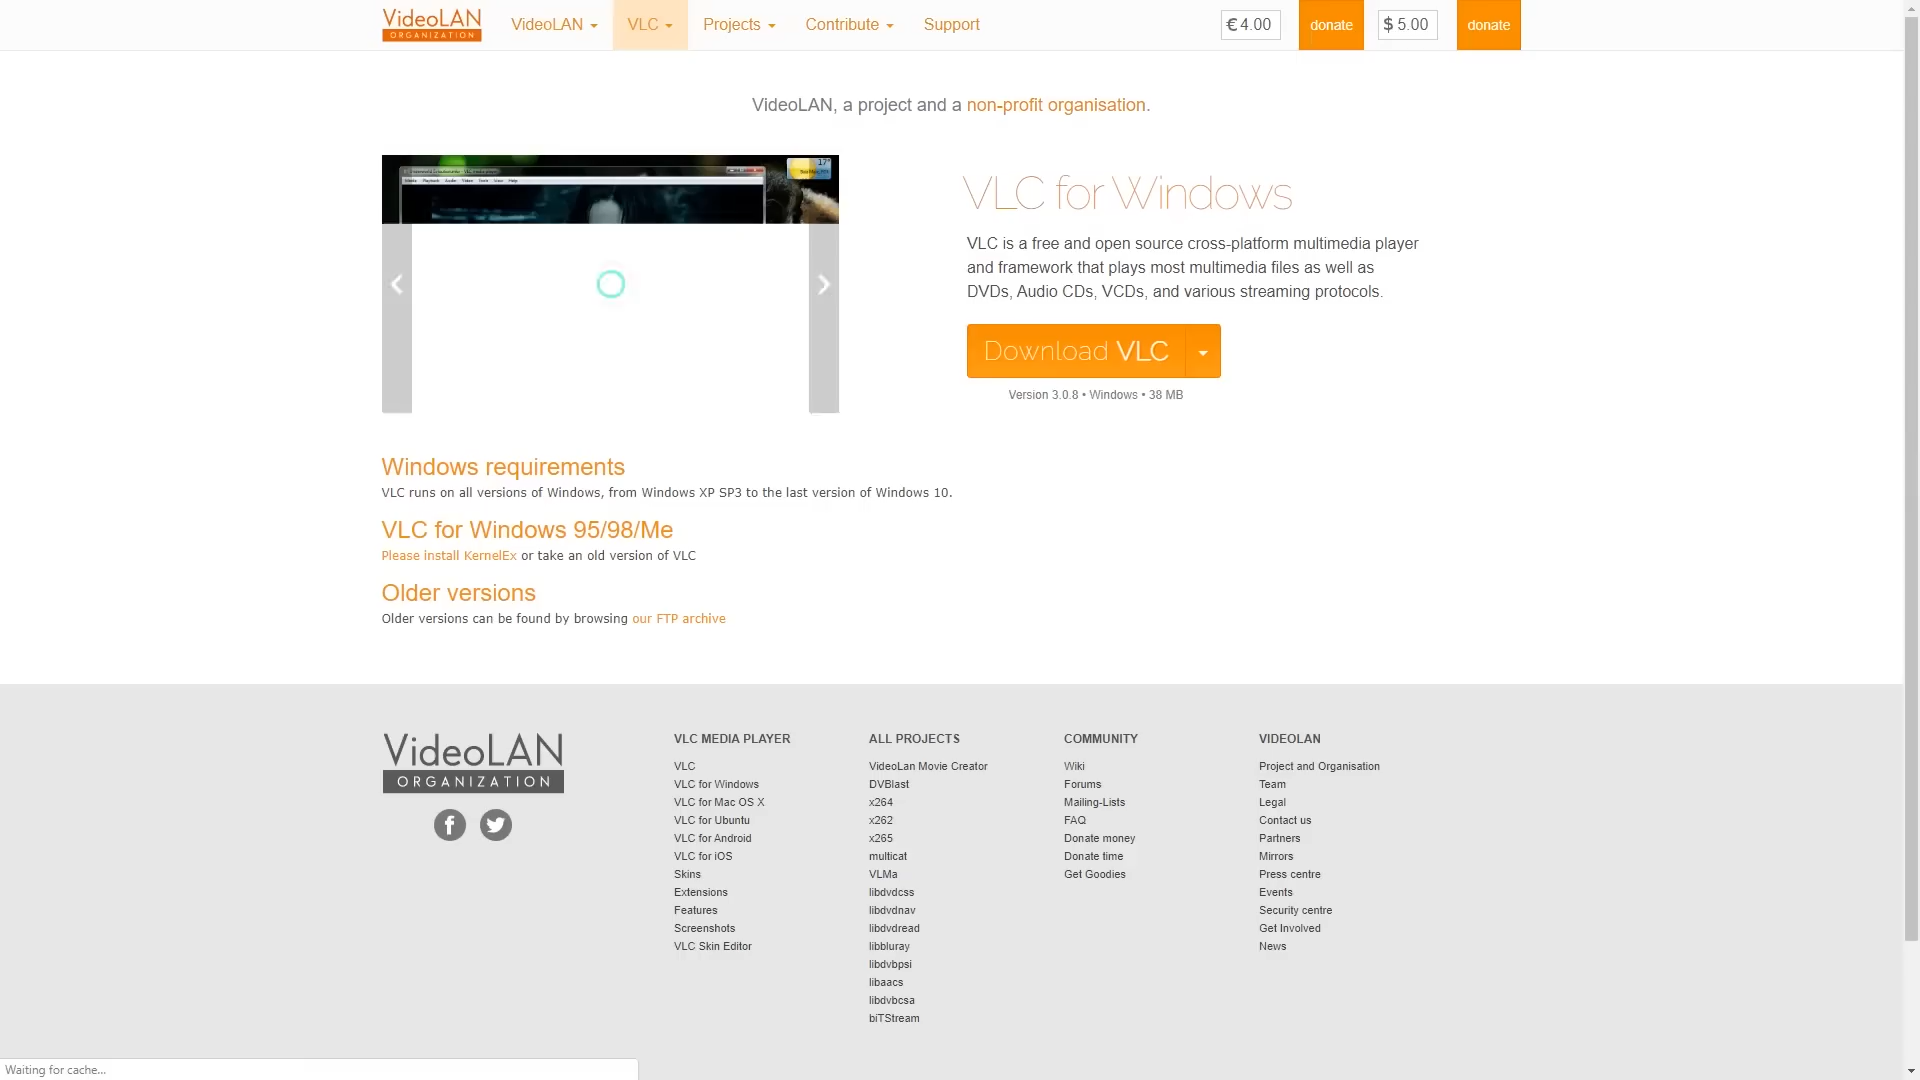 VideoLAN
ORGANIZATION
VideoLAN
VLC
Projects
Contribute
Support
€ 4.00
donate
$ 5.00
donate
VideoLAN, a project and a non-profit organisation.
17°
VLC for Windows
VLC is a free and open source cross-platform multimedia player
and framework that plays most multimedia files as well as
DVDs, Audio CDs, VCDs, and various streaming protocols.
Download VLC
Version 3.0.8 • Windows • 38 MB
Windows requirements
VLC runs on all versions of Windows, from Windows XP SP3 to the last version of Windows 10.
VLC for Windows 95/98/Me
Please install KernelEx or take an old version of VLC
Older versions
Older versions can be found by browsing our FTP archive
VideoLAN
ORGANIZATION
VLC MEDIA PLAYER
VLC
VLC for Windows
VLC for Mac OS X
VLC for Ubuntu
VLC for Android
VLC for iOS
Skins
Extensions
Features
Screenshots
VLC Skin Editor
ALL PROJECTS
VideoLan Movie Creator
DVBlast
x264
x262
x265
multicat
VLMa
libdvdcss
libdvdnav
libdvdread
libbluray
libdvbpsi
libaacs
libdvbcsa
biTStream
COMMUNITY
Wiki
Forums
Mailing-Lists
FAQ
Donate money
Donate time
Get Goodies
VIDEOLAN
Project and Organisation
Team
Legal
Contact us
Partners
Mirrors
Press centre
Events
Security centre
Get Involved
News
Waiting for cache...